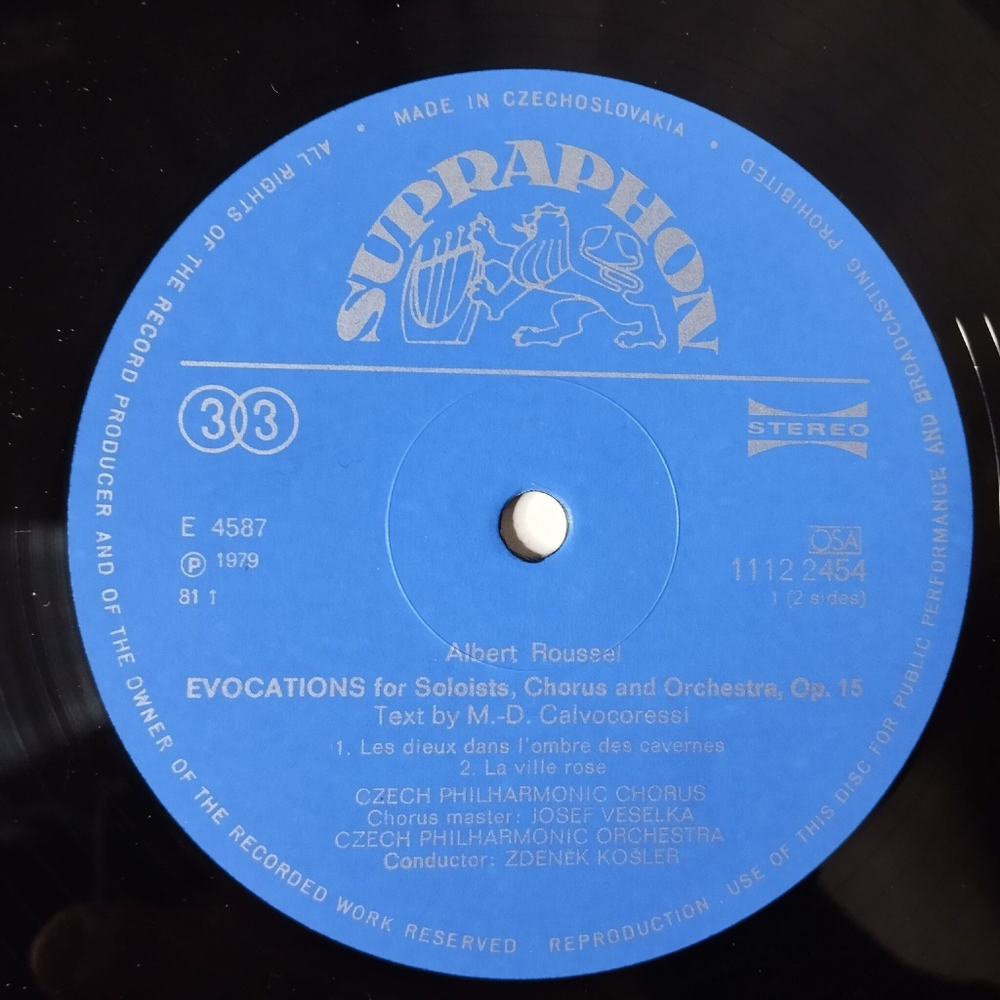 MADE IN CZECHOSLOVAKIA
SUPRAPHON
33
STEREO
E 4587
Ⓟ 1979
81 1
OSA
1112 2454
1 (2 sides)
Albert Roussel
EVOCATIONS for Soloists, Chorus and Orchestra, Op. 15
Text by M.-D. Calvocoressi
1. Les dieux dans l'ombre des cavernes
2. La ville rose
CZECH PHILHARMONIC CHORUS
Chorus master: JOSEF VESELKA
CZECH PHILHARMONIC ORCHESTRA
Conductor: ZDENĚK KOŠLER
ALL RIGHTS OF THE RECORD PRODUCER AND OF THE OWNER OF THE RECORDED WORK RESERVED
REPRODUCTION, USE OF THIS DISC FOR PUBLIC PERFORMANCE AND BROADCASTING PROHIBITED